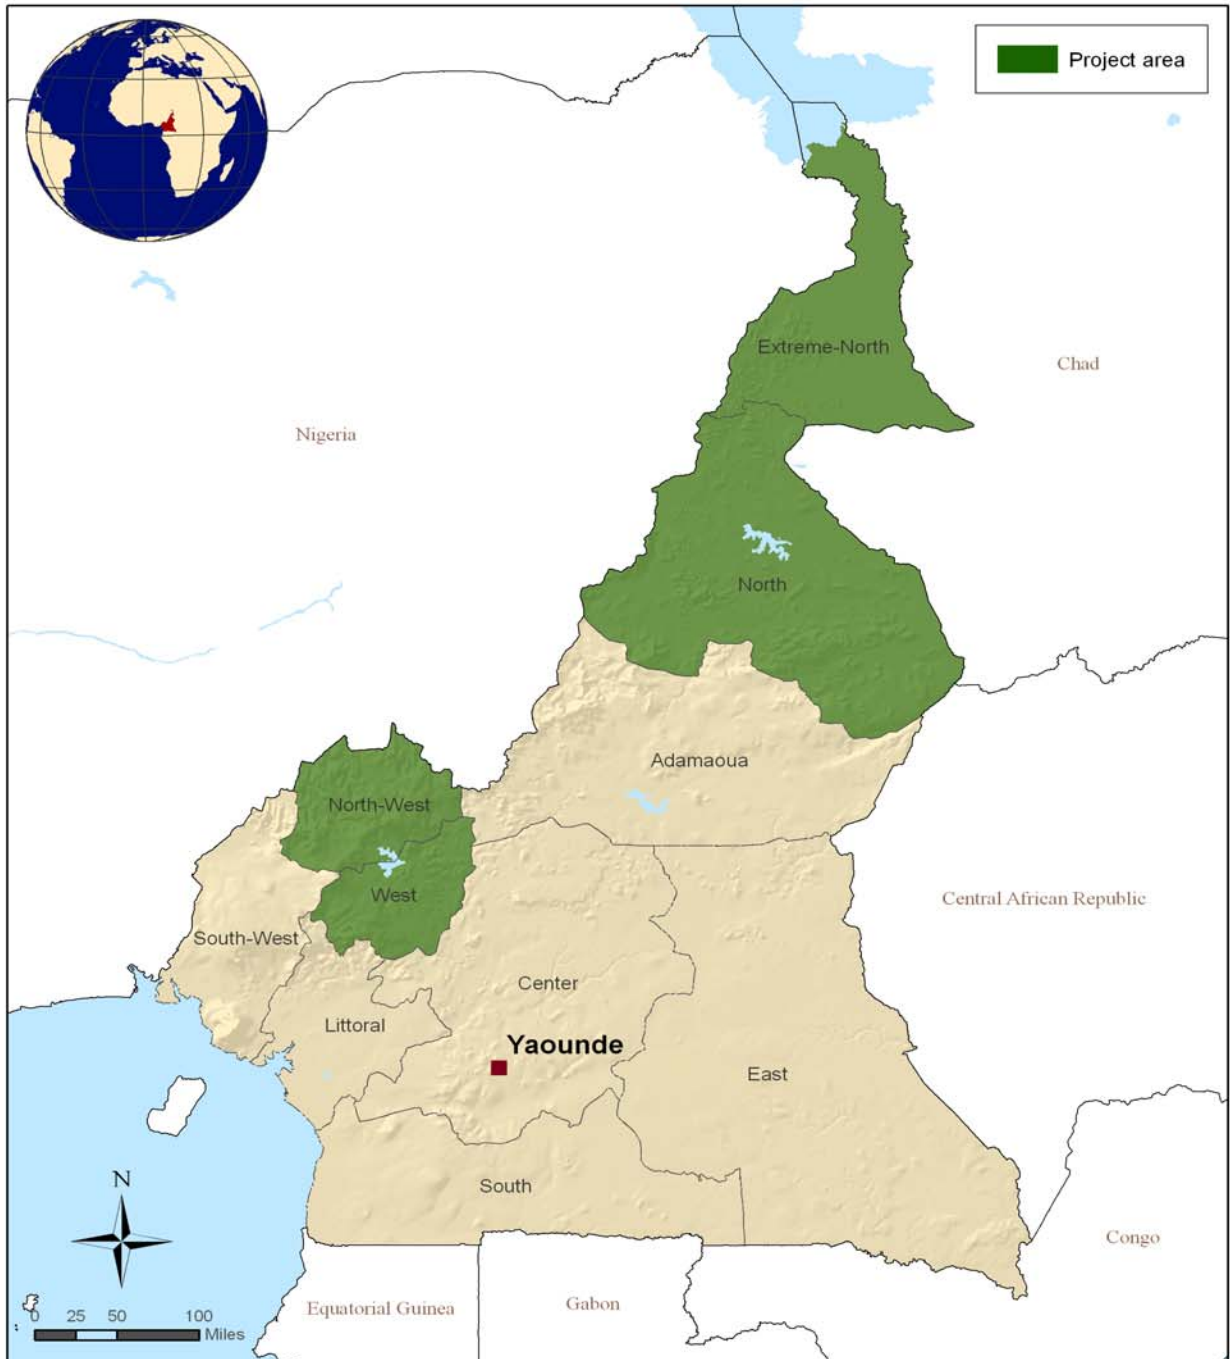 Project area
Extreme-North
Chad
Nigeria
North
Adamaoua
North-West
West
Central African Republic
South-West
Center
Littoral
Yaounde
East
South
N
Congo
Equatorial Guinea
Gabon
0 25 50 100
Miles